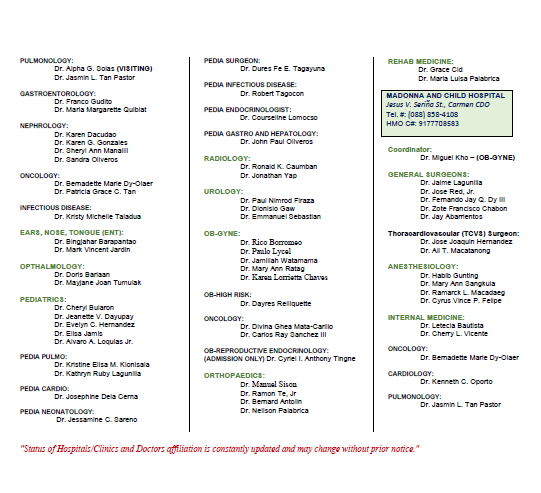 PULMONOLOGY:
Dr. Alpha G. Solas (VISITING)
Dr. Jasmin L. Tan Pastor
GASTROENTOROLOGY:
Dr. Franco Gudito
Dr. Maria Margarette Quiblat
NEPHROLOGY:
Dr. Karen Dacudao
Dr. Karen G. Gonzales
Dr. Sheryl Ann Manalili
Dr. Sandra Oliveros
ONCOLOGY:
Dr. Bernadette Marie Dy-Olaer
Dr. Patricia Grace C. Tan
INFECTIOUS DISEASE:
Dr. Kristy Michelle Taladua
EARS, NOSE, TONGUE (ENT):
Dr. Bingjahar Barapantao
Dr. Mark Vincent Jardin
OPTHALMOLOGY:
Dr. Doris Barlaan
Dr. Mayjane Joan Tumulak
PEDIATRICS:
Dr. Cheryl Bularon
Dr. Jeanette V. Dayupay
Dr. Evelyn C. Hernandez
Dr. Elisa Jamis
Dr. Alvaro A. Loquias Jr.
PEDIA PULMO:
Dr. Kristine Elisa M. Kionisala
Dr. Kathryn Ruby Lagunilla
PEDIA CARDIO:
Dr. Josephine Dela Cerna
PEDIA NEONATOLOGY:
Dr. Jessamine C. Sareno
PEDIA SURGEON:
Dr. Dures Fe E. Tagayuna
PEDIA INFECTIOUS DISEASE:
Dr. Robert Tagocon
PEDIA ENDOCRINOLOGIST:
Dr. Courseline Lomocso
PEDIA GASTRO AND HEPATOLOGY:
Dr. John Paul Oliveros
RADIOLOGY:
Dr. Ronald K. Caumban
Dr. Jonathan Yap
UROLOGY:
Dr. Paul Nimrod Firaza
Dr. Dionisio Gaw
Dr. Emmanuel Sebastian
OB-GYNE:
Dr. Rico Borromeo
Dr. Paulo Lycel
Dr. Jamillah Watamama
Dr. Mary Ann Ratag
Dr. Karen Lorrietta Chaves
OB-HIGH RISK:
Dr. Dayres Relliquette
ONCOLOGY:
Dr. Divina Ghea Mata-Carillo
Dr. Carlos Ray Sanchez III
OB-REPRODUCTIVE ENDOCRINOLOGY:
(ADMISSION ONLY) Dr. Cyriel I. Anthony Tingne
ORTHOPAEDICS:
Dr. Manuel Sison
Dr. Ramon Te, Jr
Dr. Bernard Antolin
Dr. Neilson Palabrica
REHAB MEDICINE:
Dr. Grace Cid
Dr. Maria Luisa Palabrica
MADONNA AND CHILD HOSPITAL
Jesus V. Seriña St., Carmen CDO
Tel. #: (088) 858-4108
HMO C#: 9177708583
Coordinator:
Dr. Miguel Kho – (OB-GYNE)
GENERAL SURGEONS:
Dr. Jaime Lagunilla
Dr. Jose Red, Jr.
Dr. Fernando Jay Q. Dy III
Dr. Zote Francisco Chabon
Dr. Jay Abarrientos
Thoracardiovascular (TCVS) Surgeon:
Dr. Jose Joaquin Hernandez
Dr. Ali T. Macatanong
ANESTHESIOLOGY:
Dr. Habib Gunting
Dr. Mary Ann Sangkula
Dr. Ramarck L. Macadaeg
Dr. Cyrus Vince P. Felipe
INTERNAL MEDICINE:
Dr. Letecia Bautista
Dr. Cherry L. Vicente
ONCOLOGY:
Dr. Bernadette Marie Dy-Olaer
CARDIOLOGY:
Dr. Kenneth C. Oporto
PULMONOLOGY:
Dr. Jasmin L. Tan Pastor
"Status of Hospitals/Clinics and Doctors affiliation is constantly updated and may change without prior notice."